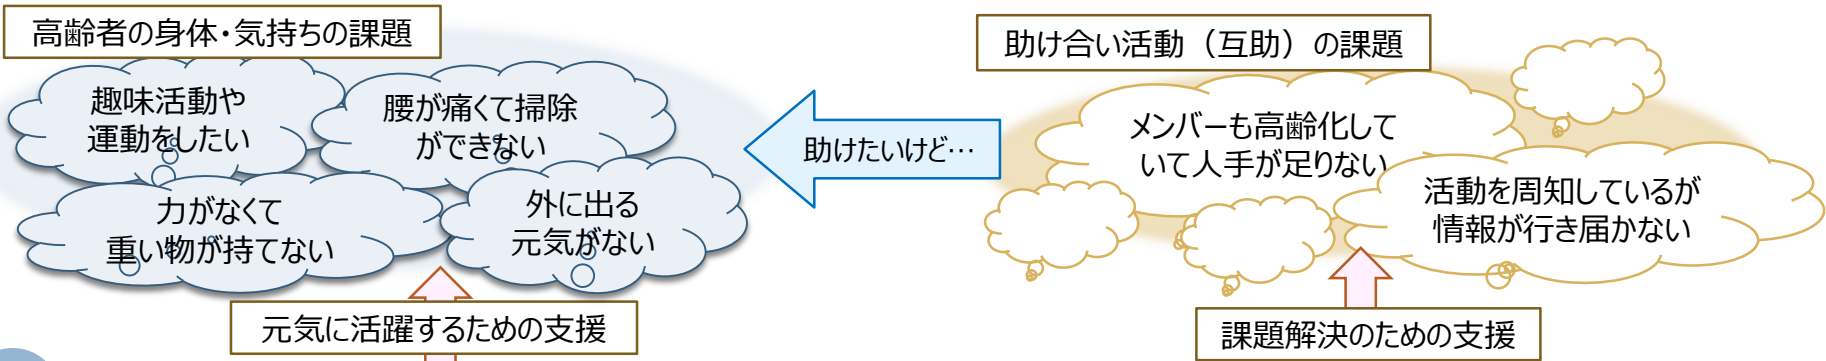 高齢者の身体・気持ちの課題
趣味活動や
運動をしたい
腰が痛くて掃除
ができない
力がなくて
重い物が持てない
外に出る
元気がない
元気に活躍するための支援
助けたいけど…
助け合い活動（互助）の課題
メンバーも高齢化して
いて人手が足りない
活動を周知しているが
情報が行き届かない
課題解決のための支援